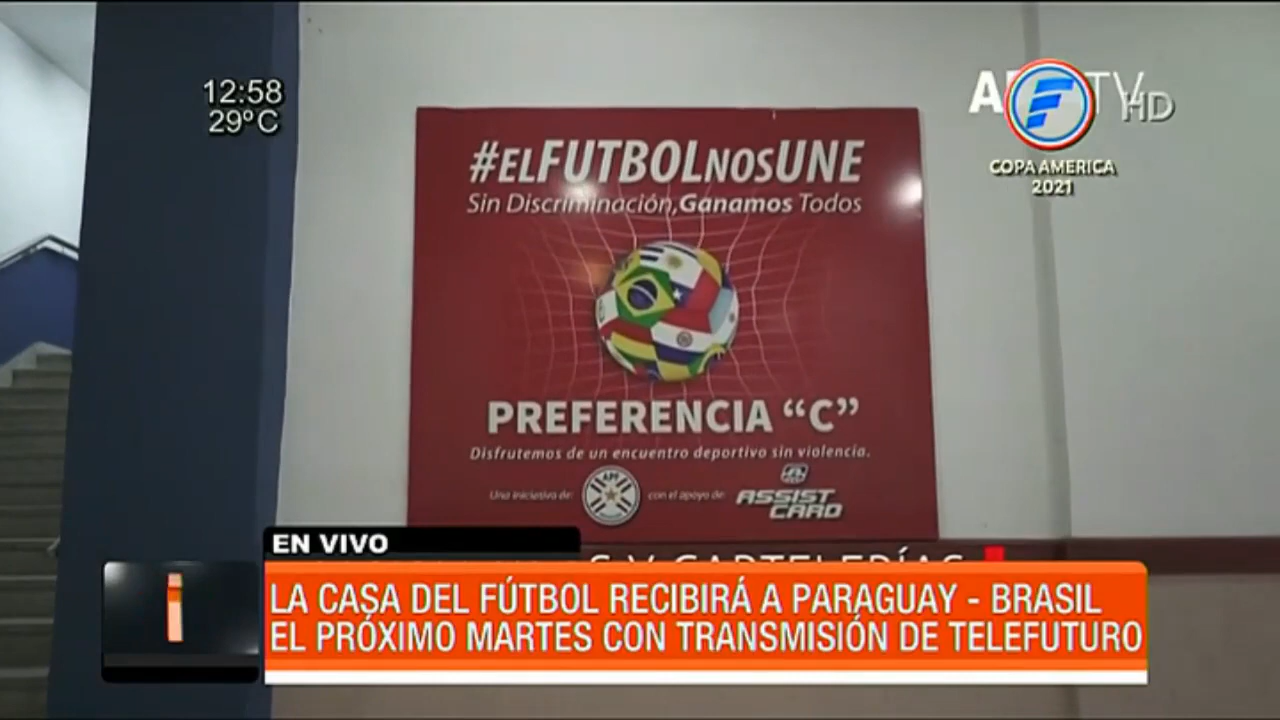 12:58
29°C
HD
COPA AMERICA
2021
#ELFUTBOLNOSUNE
Sin Discriminación, Ganamos Todos
PREFERENCIA “C”
Disfrutemos de un encuentro deportivo sin violencia.
Una iniciativa de:
con el apoyo de:
ASSIST
CARD
EN VIVO
LA CASA DEL FÚTBOL RECIBIRÁ A PARAGUAY - BRASIL
EL PRÓXIMO MARTES CON TRANSMISIÓN DE TELEFUTURO